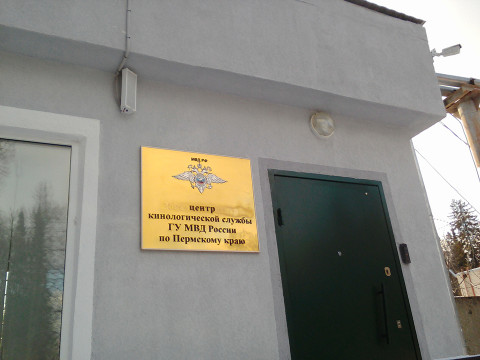 МВД РФ
центр
кинологической службы
ГУ МВД России
по Пермскому краю